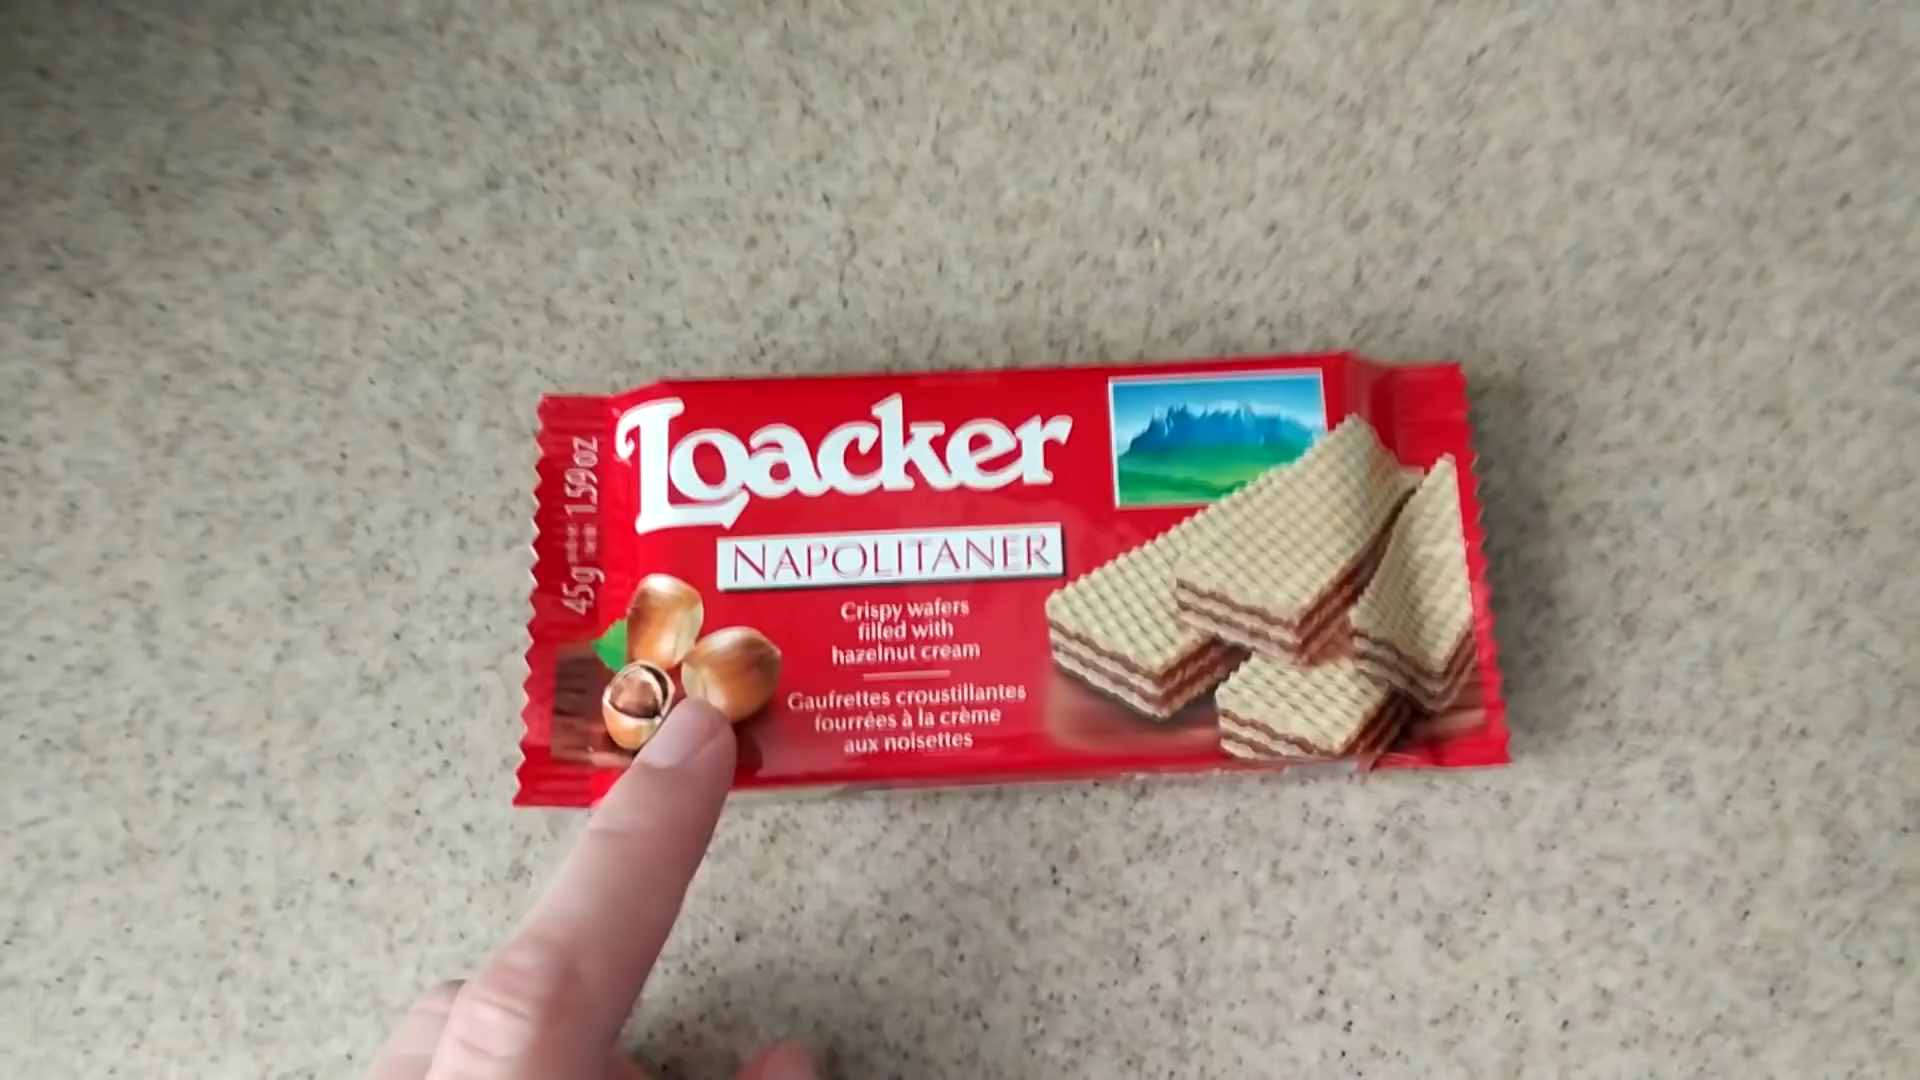 Loacker
NAPOLITANER
Crispy wafers
filled with
hazelnut cream
Gaufrettes croustillantes
fourrées à la crème
aux noisettes
45g 1.59oz